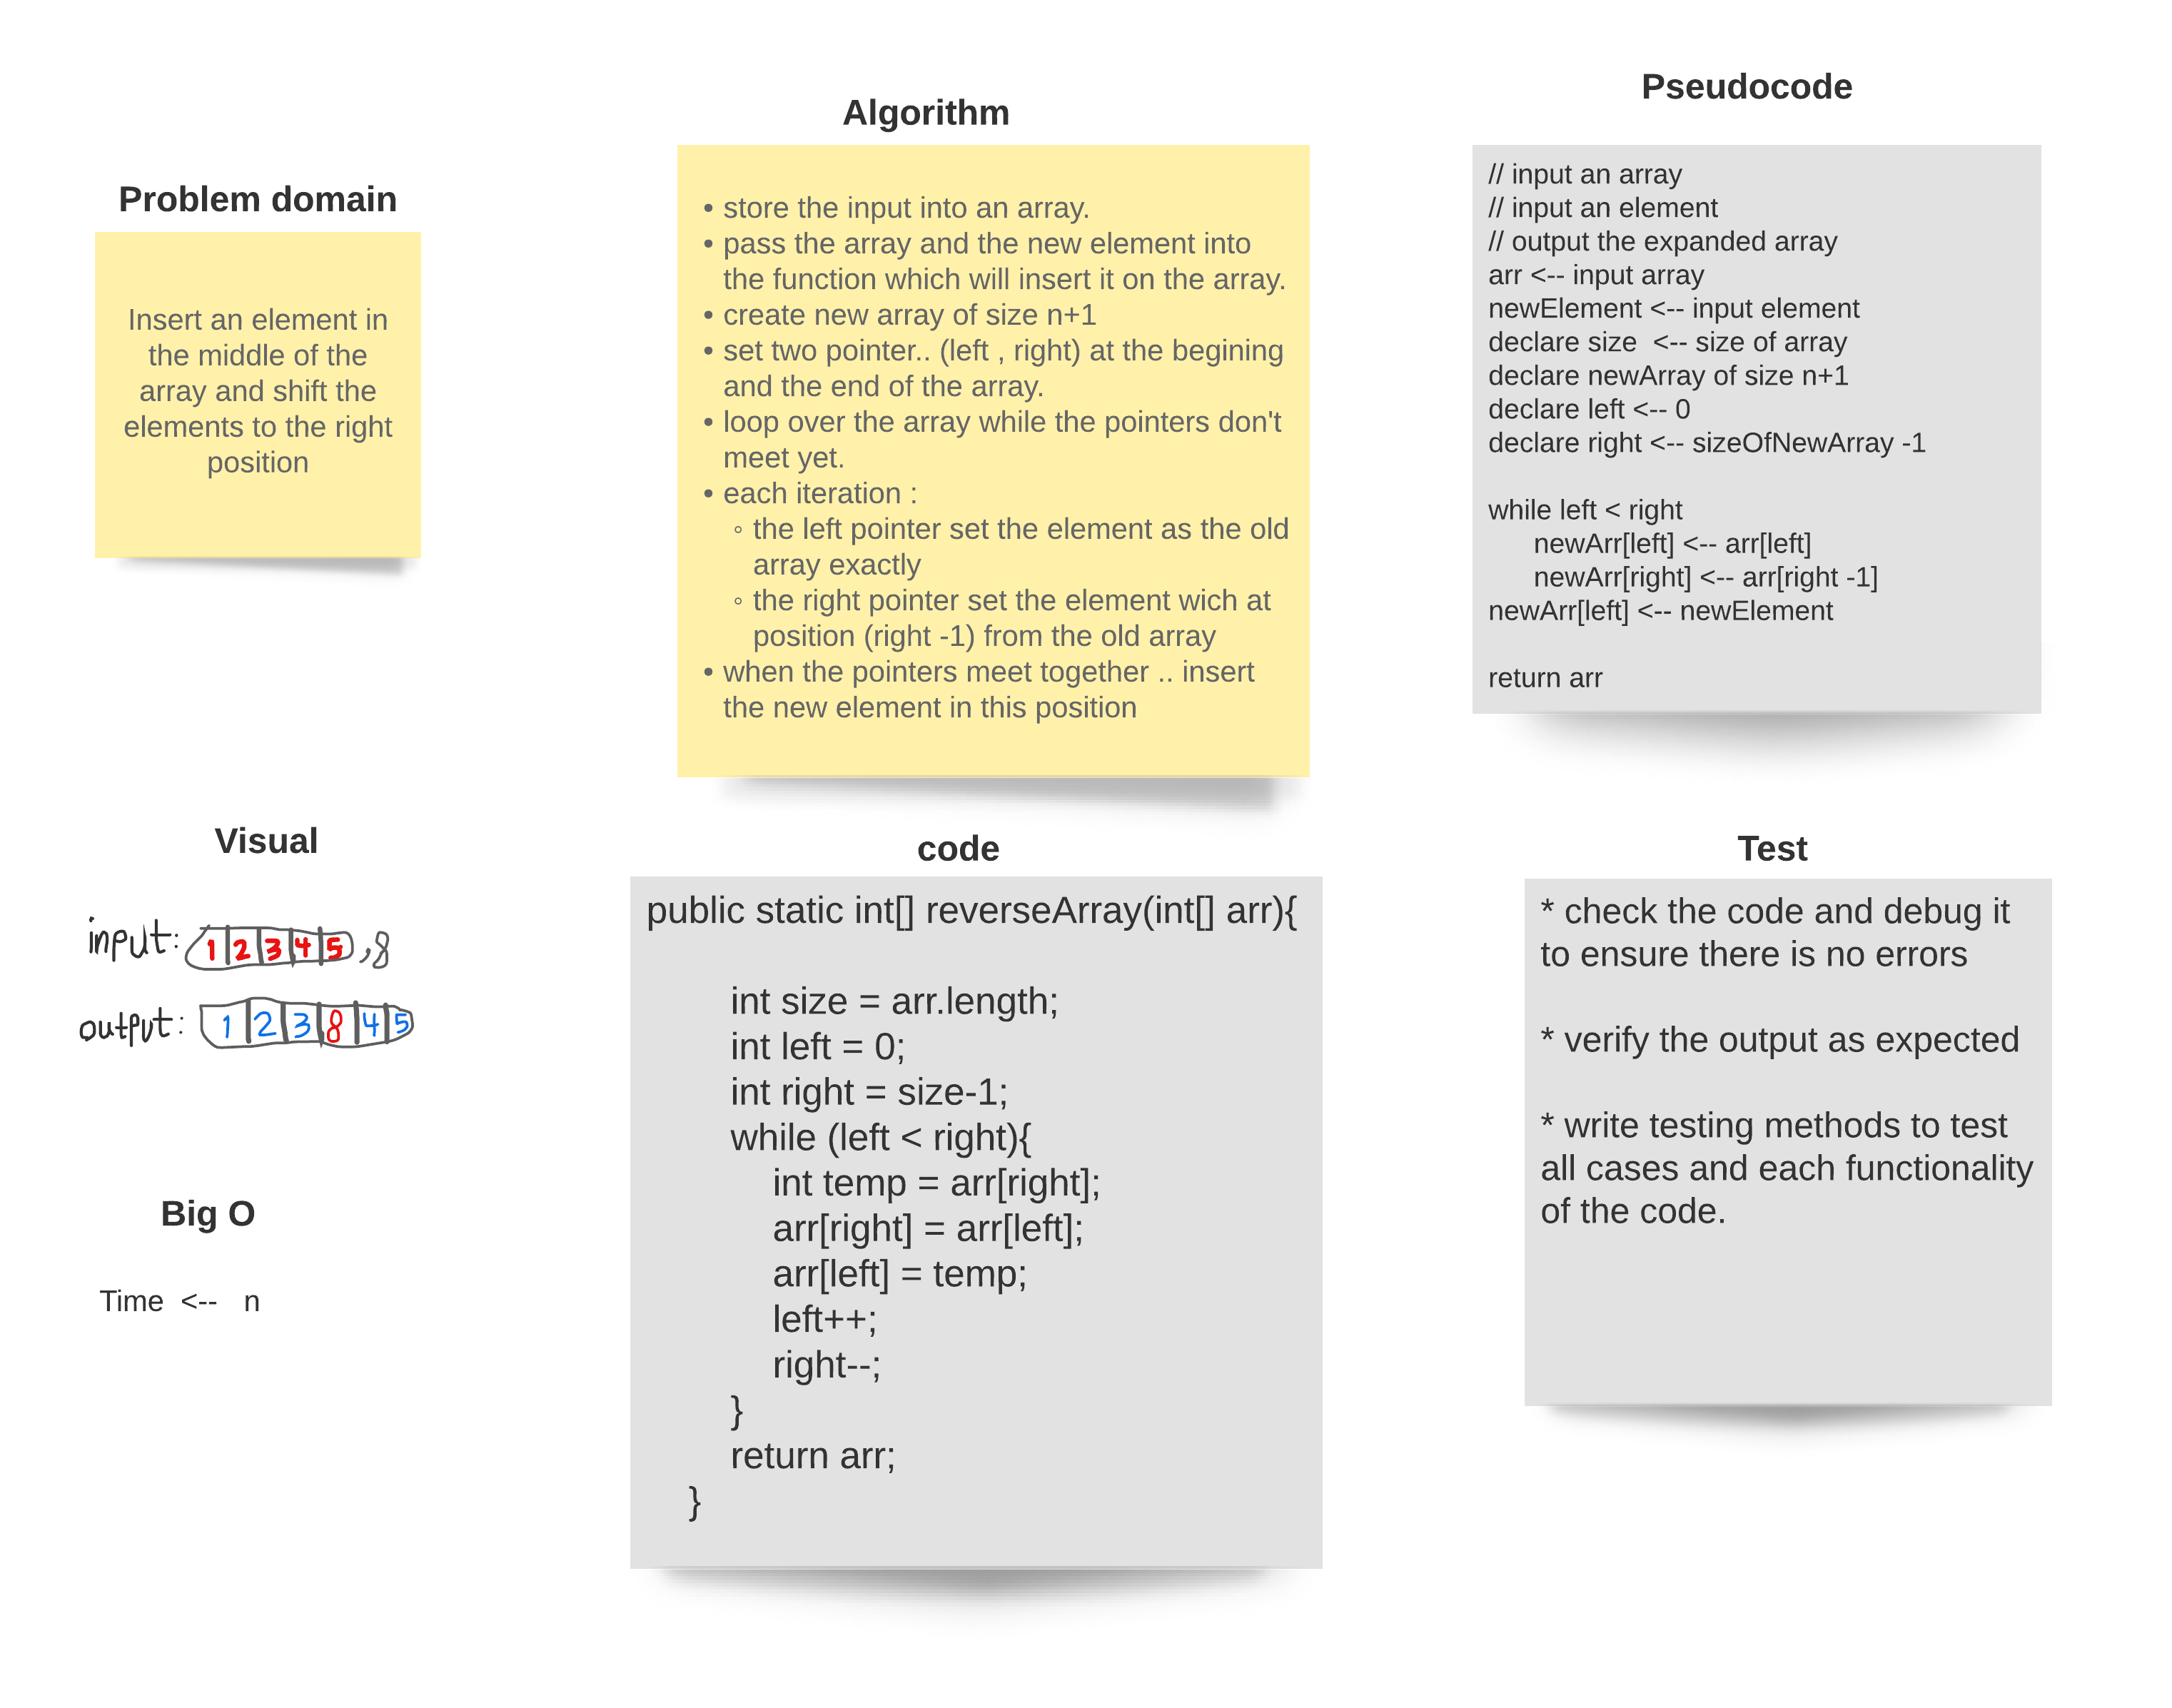 Problem domain
Insert an element in
the middle of the
array and shift the
elements to the right
position
Algorithm
• store the input into an array.
• pass the array and the new element into
the function which will insert it on the array.
• create new array of size n+1
• set two pointer.. (left , right) at the begining
and the end of the array.
• loop over the array while the pointers don't
meet yet.
• each iteration :
◦ the left pointer set the element as the old
array exactly
◦ the right pointer set the element wich at
position (right -1) from the old array
• when the pointers meet together .. insert
the new element in this position
Pseudocode
// input an array
// input an element
// output the expanded array
arr <-- input array
newElement <-- input element
declare size  <-- size of array
declare newArray of size n+1
declare left <-- 0
declare right <-- sizeOfNewArray -1
while left < right
newArr[left] <-- arr[left]
newArr[right] <-- arr[right -1]
newArr[left] <-- newElement
return arr
Visual
input: 1 2 3 4 5 , 8
output: 1 2 3 8 4 5
Big O
Time  <--   n
code
public static int[] reverseArray(int[] arr){
int size = arr.length;
int left = 0;
int right = size-1;
while (left < right){
int temp = arr[right];
arr[right] = arr[left];
arr[left] = temp;
left++;
right--;
}
return arr;
}
Test
* check the code and debug it
to ensure there is no errors
* verify the output as expected
* write testing methods to test
all cases and each functionality
of the code.